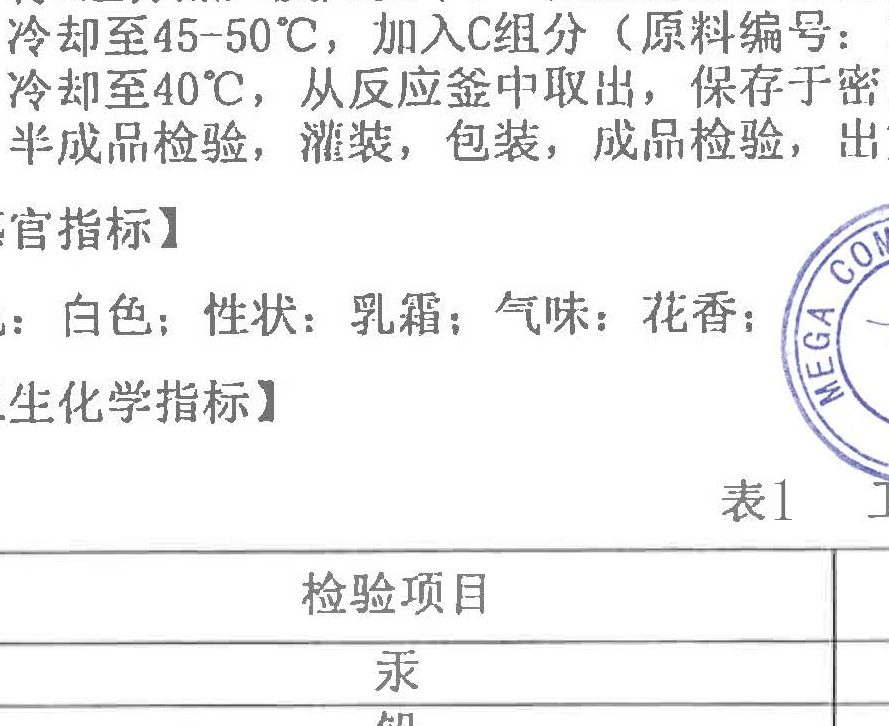 冷却至45-50℃，加入C组分（原料编号：
冷却至40℃，从反应釜中取出，保存于密
半成品检验，灌装，包装，成品检验，出
官指标】
：白色；性状：乳霜；气味：花香；
MEGA COM
生化学指标】
表1
检验项目
汞